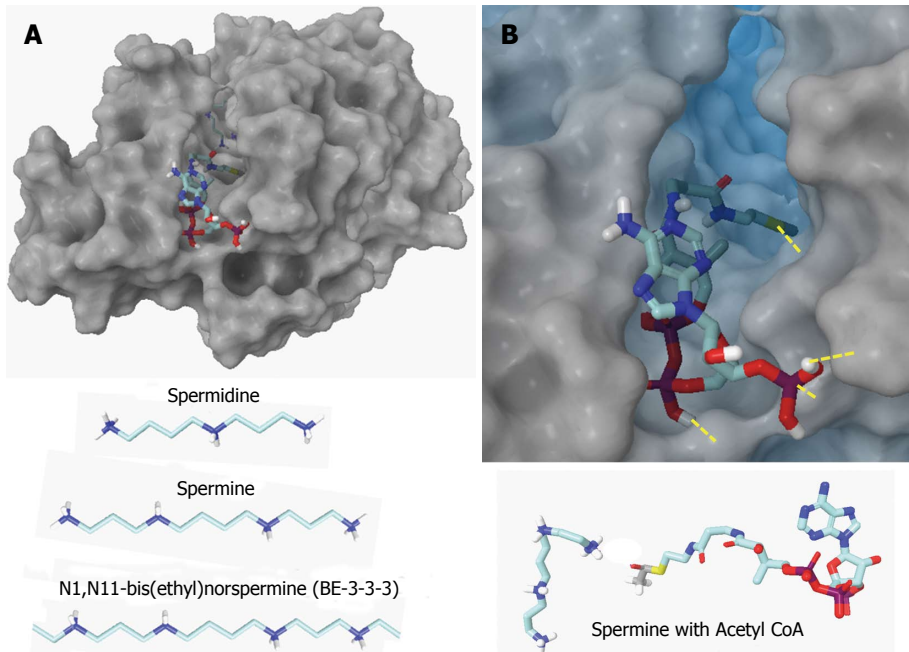 A
B
Spermidine
Spermine
N1,N11-bis(ethyl)norspermine (BE-3-3-3)
Spermine with Acetyl CoA